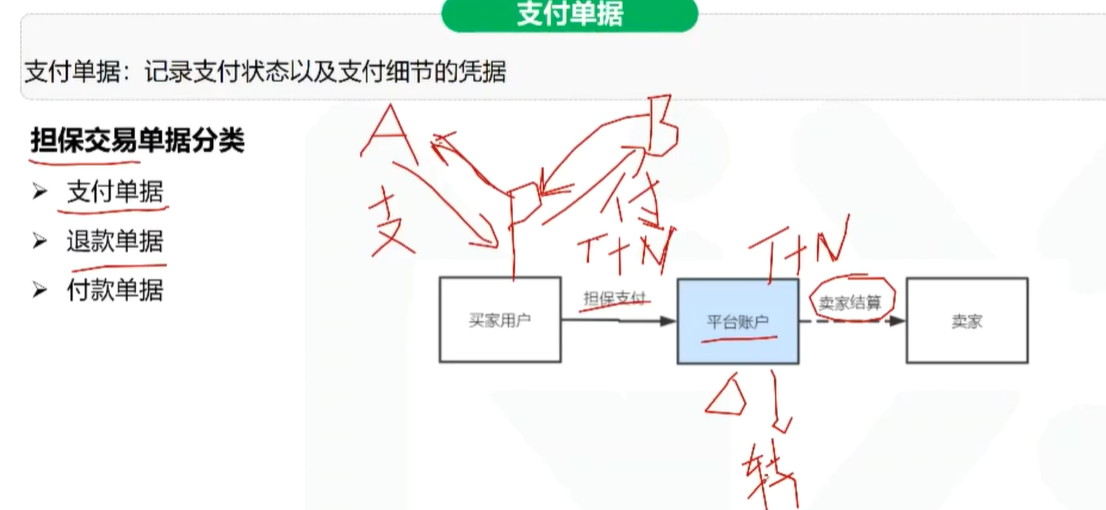 支付单据
支付单据：记录支付状态以及支付细节的凭据
担保交易单据分类
支付单据
退款单据
付款单据
A
B
P
支
付
T+N
T+N
买家用户
担保支付
平台账户
卖家结算
卖家
转